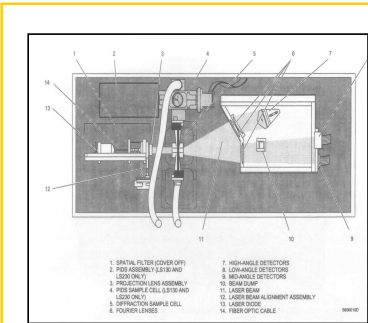 1 2 3 4 5 6 7
14
13
12
11 10 9
1. SPATIAL FILTER (COVER OFF)
2. PIDS ASSEMBLY (LS130 AND
LS230 ONLY)
3. PROJECTION LENS ASSEMBLY
4. PIDS SAMPLE CELL (LS130 AND
LS230 ONLY)
5. DIFFRACTION SAMPLE CELL
6. FOURIER LENSES
7. HIGH-ANGLE DETECTORS
8. LOW-ANGLE DETECTORS
9. MID-ANGLE DETECTORS
10. BEAM DUMP
11. LASER BEAM
12. LASER BEAM ALIGNMENT ASSEMBLY
13. LASER DIODE
14. FIBER OPTIC CABLE